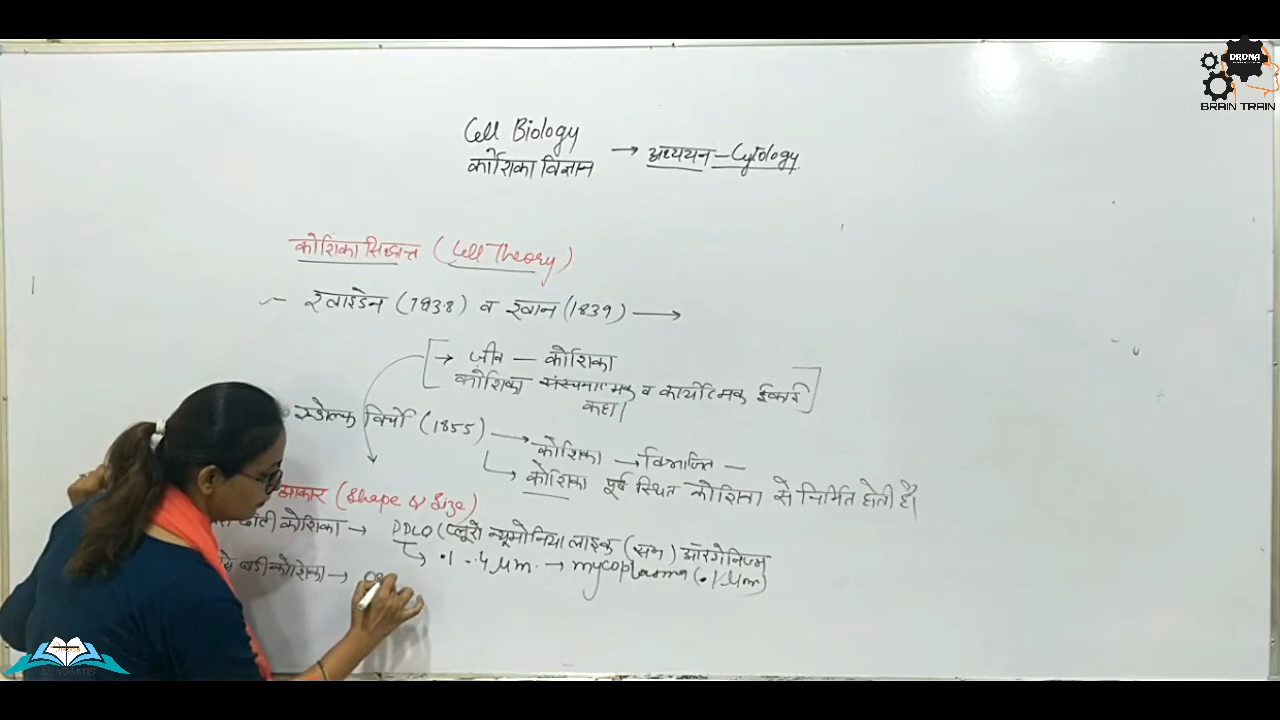 DRONA
BRAIN TRAIN
Cell Biology
कोशिका विज्ञान → अध्ययन - Cytology
कोशिका सिद्धान्त (Cell Theory)
- श्लाइडेन (1838) व श्वान (1839) →
→ जीव — कोशिका
कोशिका संरचनात्मक व कार्यात्मक ईकाई
कहा।
विर्चो (1855) → कोशिका → विभाजित —
→ कोशिका पूर्व स्थित कोशिका से निर्मित होती है।
आकार (Shape & Size)
छोटी कोशिका → PPLO (प्लूरो न्यूमोनिया लाइक (सम) ऑरगेनिज्म
→ .1 - .4 μm. → mycoplasma (.1 μm)
बडी कोशिका →